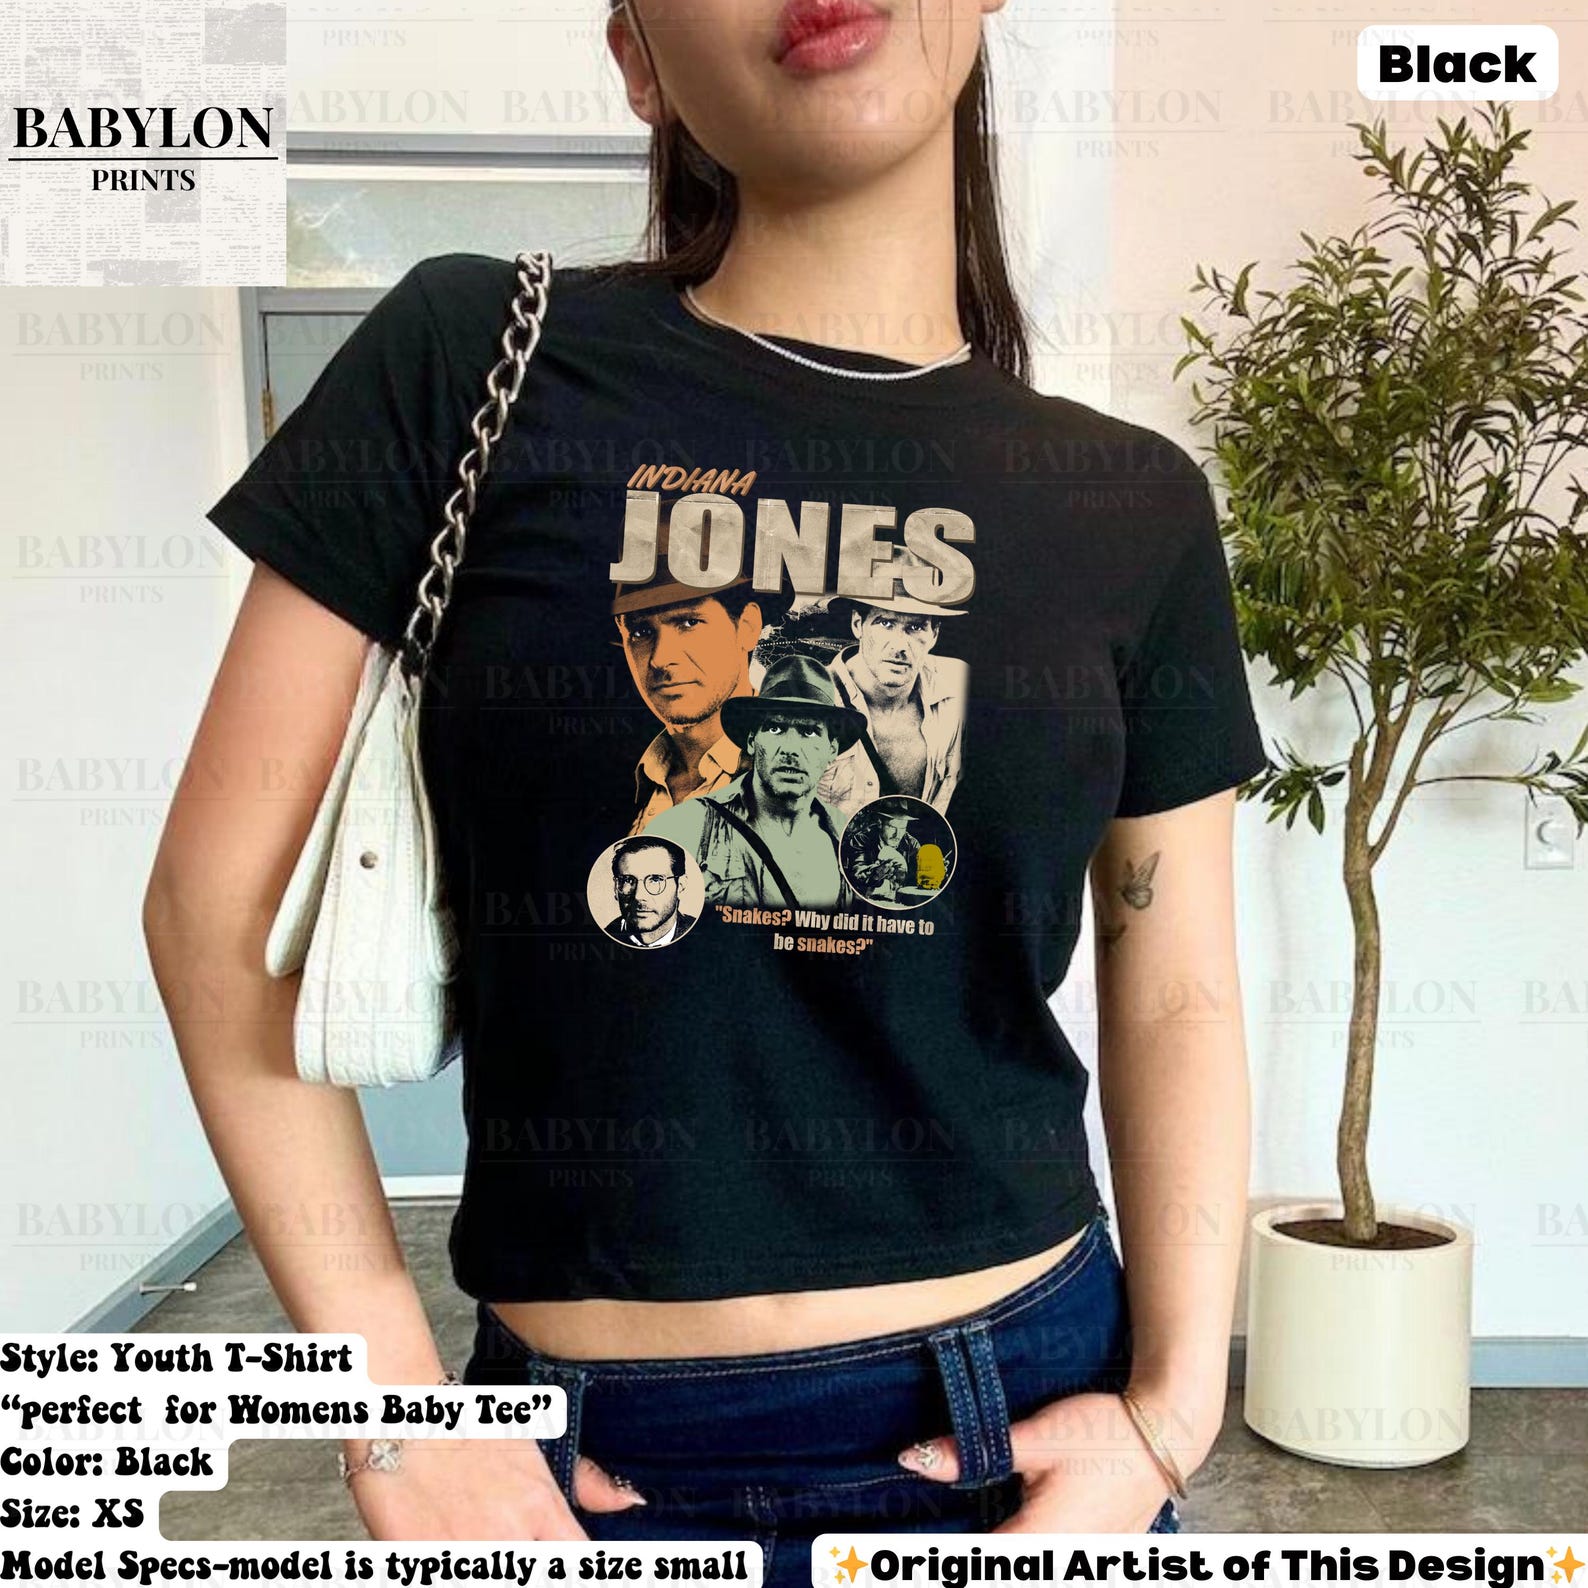 BABYLON
PRINTS
Black
INDIANA
JONES
"Snakes? Why did it have to
be snakes?"
Style: Youth T-Shirt
“perfect for Womens Baby Tee”
Color: Black
Size: XS
Model Specs-model is typically a size small
✨Original Artist of This Design✨